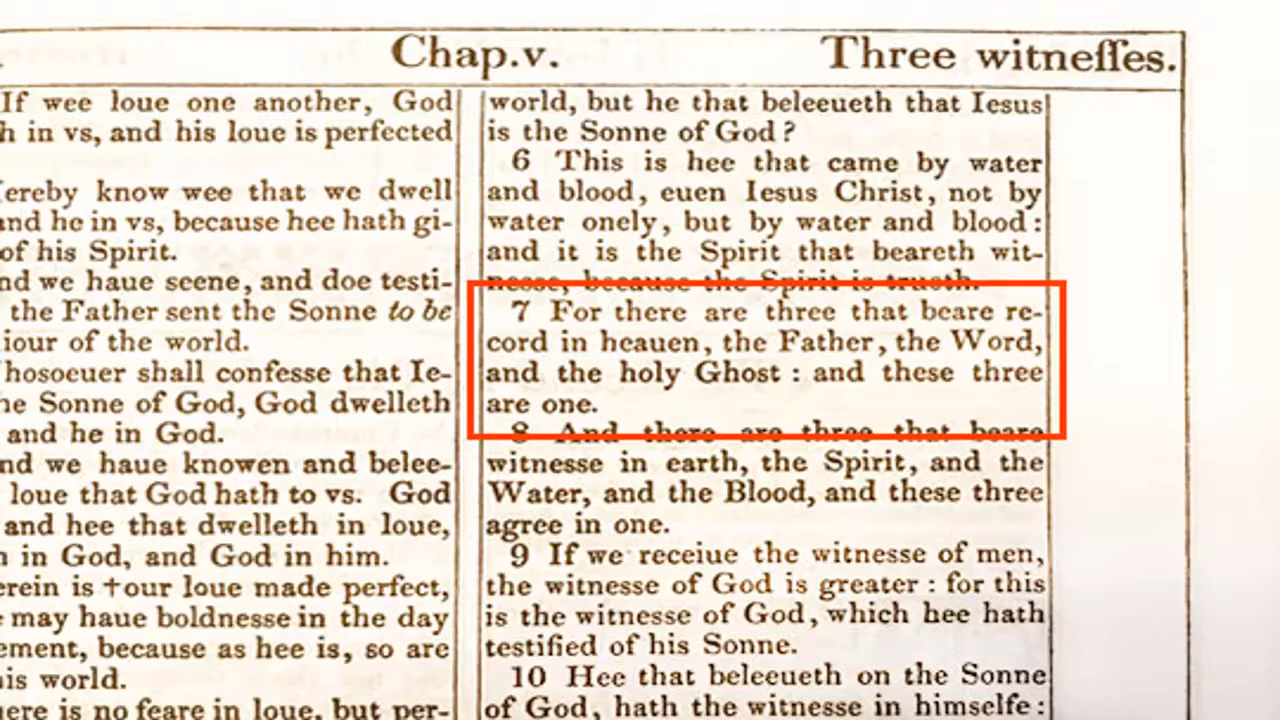 Chap.v.
Three witneſſes.
If wee loue one another, God
h in vs, and his loue is perfected
ereby know wee that we dwell
and he in vs, because hee hath gi-
of his Spirit.
nd we haue seene, and doe testi-
the Father sent the Sonne to be
iour of the world.
hosoeuer shall confesse that Ie-
he Sonne of God, God dwelleth
and he in God.
nd we haue knowen and belee-
loue that God hath to vs. God
and hee that dwelleth in loue,
in God, and God in him.
erein is †our loue made perfect,
may haue boldnesse in the day
ement, because as hee is, so are
his world.
here is no feare in loue, but per-
world, but he that beleeueth that Iesus
is the Sonne of God?
6 This is hee that came by water
and blood, euen Iesus Christ, not by
water onely, but by water and blood:
and it is the Spirit that beareth wit-
nesse, because the Spirit is trueth.
7 For there are three that beare re-
cord in heauen, the Father, the Word,
and the holy Ghost: and these three
are one.
8 And there are three that beare
witnesse in earth, the Spirit, and the
Water, and the Blood, and these three
agree in one.
9 If we receiue the witnesse of men,
the witnesse of God is greater: for this
is the witnesse of God, which hee hath
testified of his Sonne.
10 Hee that beleeueth on the Sonne
of God, hath the witness in himselfe: